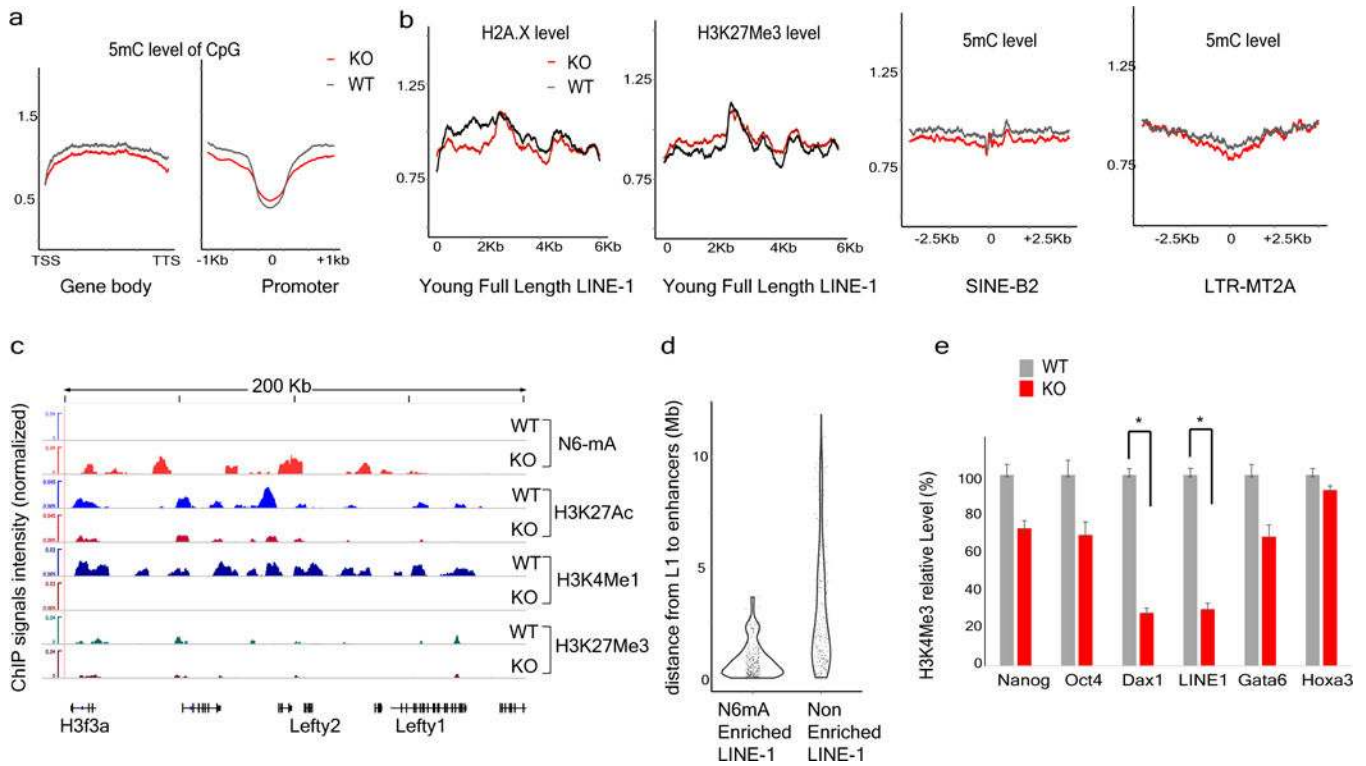 a
5mC level of CpG
KO
WT
1.5
1.0
0.5
TSS
TTS
-1Kb
0
+1kb
Gene body
Promoter
b
H2A.X level
KO
WT
1.25
0.75
0
2Kb
4Kb
6Kb
Young Full Length LINE-1
H3K27Me3 level
1.25
0.75
0
2Kb
4Kb
6Kb
Young Full Length LINE-1
5mC level
1.25
0.75
-2.5Kb
0
+2.5Kb
SINE-B2
5mC level
1.25
0.75
-2.5Kb
0
+2.5Kb
LTR-MT2A
c
200 Kb
ChIP signals intensity (normalized)
WT
KO
N6-mA
WT
KO
H3K27Ac
WT
KO
H3K4Me1
WT
KO
H3K27Me3
H3f3a
Lefty2
Lefty1
d
distance from L1 to enhancers (Mb)
10
5
0
N6mA
Enriched
LINE-1
Non
Enriched
LINE-1
e
WT
KO
H3K4Me3 relative Level (%)
100
80
60
40
20
0
*
*
Nanog
Oct4
Dax1
LINE1
Gata6
Hoxa3